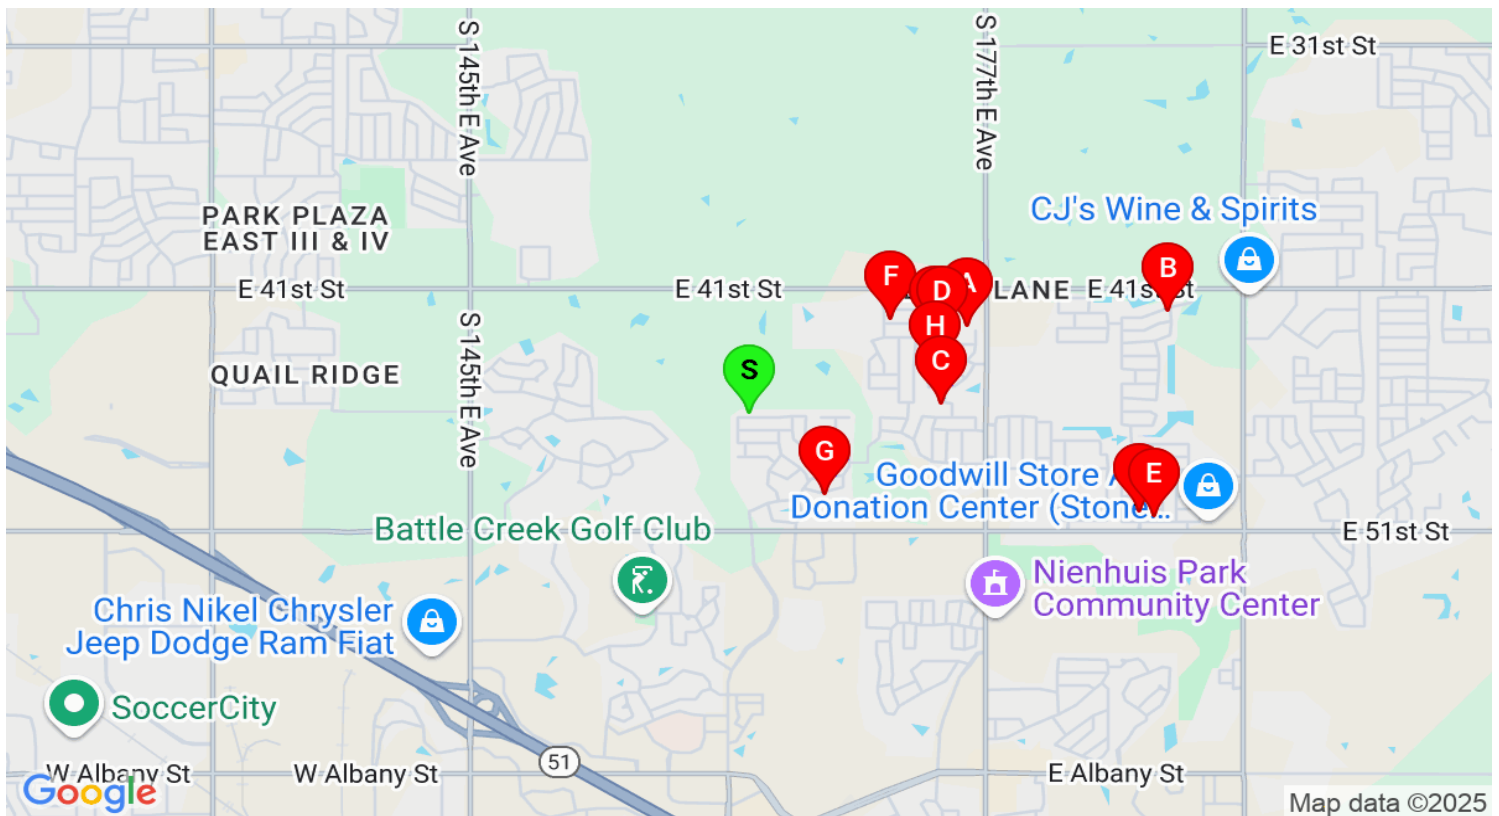 S 145th E Ave
S 177th E Ave
E 31st St
PARK PLAZA
EAST III & IV
CJ's Wine & Spirits
E 41st St
E 41st St
F
D
A
LANE
E 41st St
B
H
C
S
QUAIL RIDGE
S 145th E Ave
G
E
Goodwill Store
Donation Center (Stone...
Battle Creek Golf Club
E 51st St
Nienhuis Park
Community Center
Chris Nikel Chrysler
Jeep Dodge Ram Fiat
SoccerCity
51
W Albany St
W Albany St
E Albany St
Google
Map data ©2025